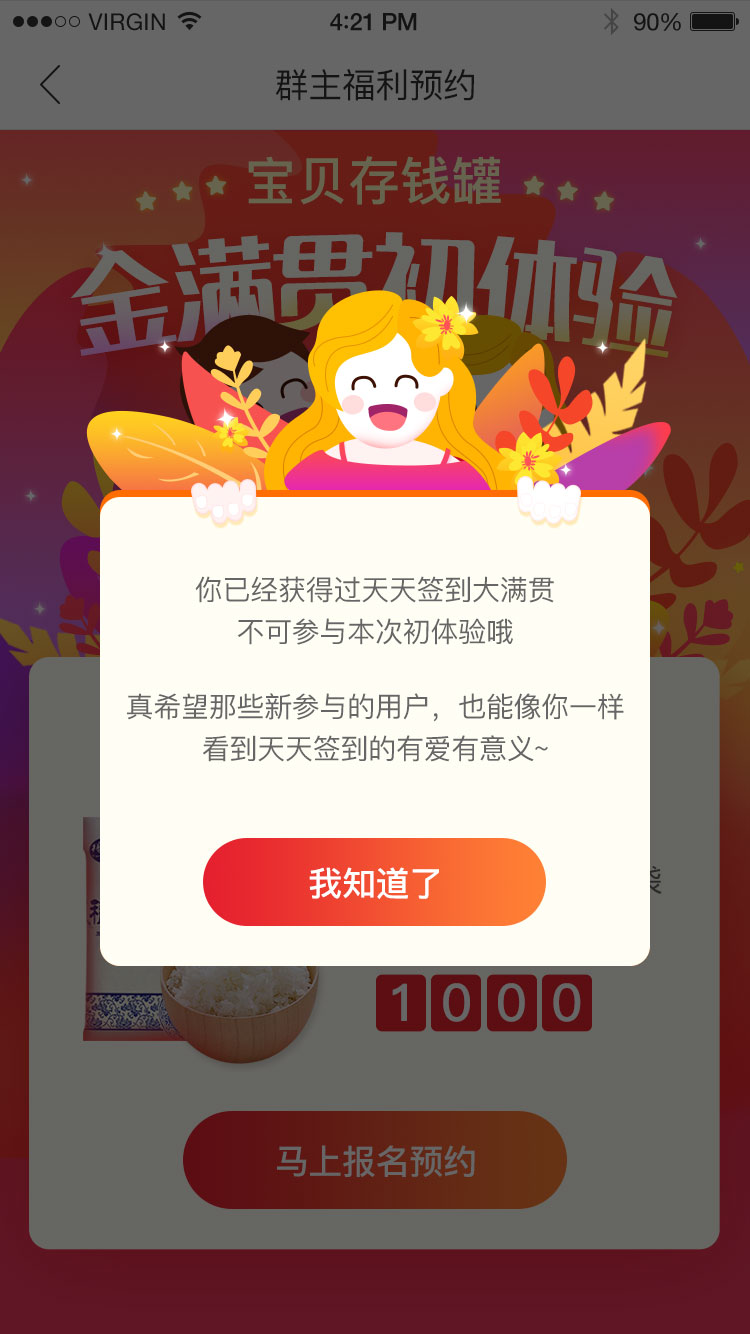 VIRGIN 4:21 PM 90%
群主福利预约
宝贝存钱罐
金满贯初体验
你已经获得过天天签到大满贯
不可参与本次初体验哦
真希望那些新参与的用户，也能像你一样
看到天天签到的有爱有意义~
我知道了
袋
1000
马上报名预约